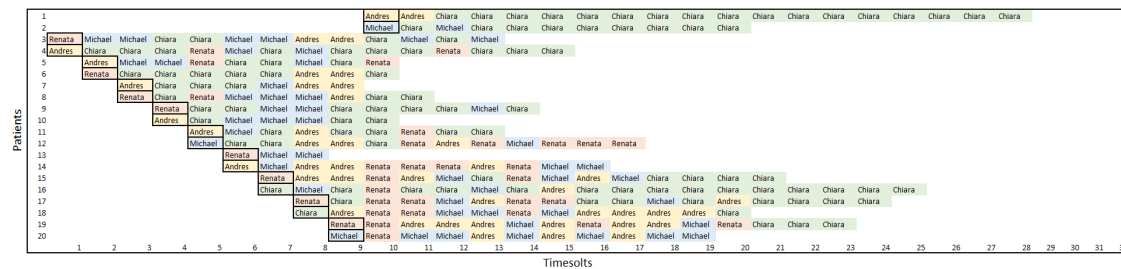 1 Andres Andres Chiara Chiara Chiara Chiara Chiara Chiara Chiara Chiara Chiara Chiara Chiara Chiara Chiara Chiara Chiara Chiara Chiara
2 Michael Chiara Michael Chiara Chiara Chiara Chiara Chiara Chiara Chiara Chiara
3 Renata Michael Michael Chiara Chiara Michael Michael Andres Andres Chiara Michael Chiara Michael
4 Andres Chiara Chiara Chiara Renata Michael Chiara Michael Chiara Chiara Chiara Renata Chiara Chiara Chiara
5 Andres Michael Michael Renata Chiara Michael Michael Chiara Renata
6 Renata Chiara Chiara Chiara Chiara Michael Andres Andres Chiara
7 Andres Chiara Chiara Chiara Michael Andres Andres
8 Renata Chiara Renata Michael Michael Michael Andres Chiara Chiara
9 Renata Chiara Chiara Michael Michael Chiara Chiara Chiara Chiara Michael Chiara
10 Andres Chiara Chiara Michael Michael Chiara Chiara
11 Andres Michael Chiara Andres Chiara Chiara Renata Chiara Chiara
12 Michael Chiara Chiara Andres Andres Chiara Renata Andres Renata Michael Renata Renata Renata
13 Renata Michael Michael
14 Andres Michael Andres Andres Renata Renata Renata Andres Renata Michael Michael
15 Renata Andres Andres Renata Andres Michael Chiara Renata Michael Andres Michael Chiara Chiara Chiara Chiara
16 Chiara Michael Chiara Renata Chiara Chiara Michael Chiara Andres Chiara Chiara Chiara Chiara Chiara Chiara Chiara Chiara Chiara Chiara
17 Renata Chiara Renata Renata Michael Andres Renata Renata Chiara Chiara Michael Chiara Andres Chiara Chiara Chiara Chiara
18 Chiara Andres Renata Renata Michael Michael Renata Michael Andres Andres Andres Andres Chiara
19 Renata Renata Andres Andres Andres Michael Andres Renata Andres Andres Michael Renata Chiara Chiara Chiara
20 Michael Renata Michael Michael Andres Michael Andres Michael Andres Michael Michael
Patients
1 2 3 4 5 6 7 8 9 10 11 12 13 14 15 16 17 18 19 20 21 22 23 24 25 26 27 28 29 30 31
Timesolts